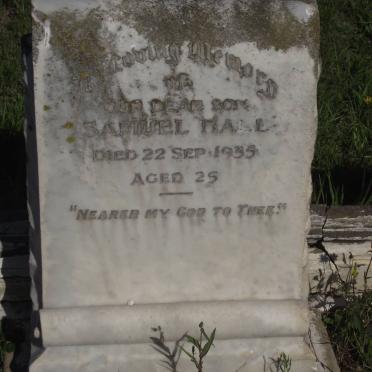 In Loving Memory
OF
OUR DEAR SON
SAMUEL HALL
DIED 22 SEP. 1935
AGED 25
"NEARER MY GOD TO THEE."